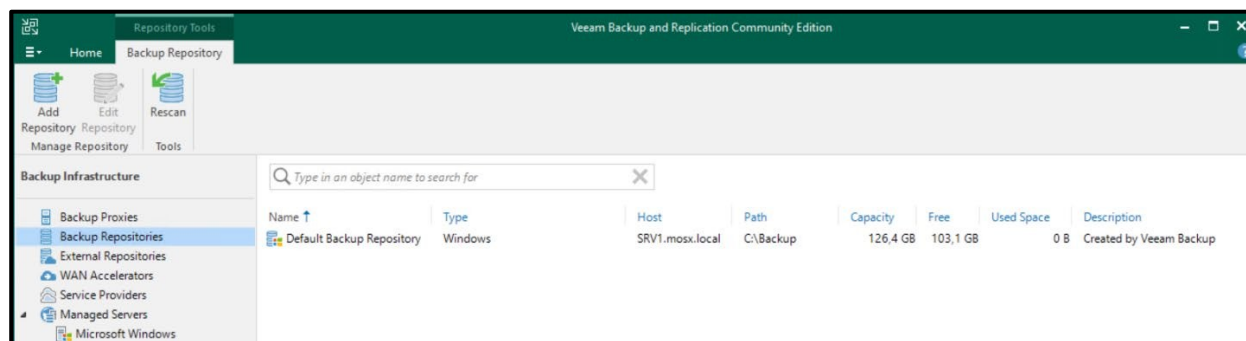 Repository Tools
Veeam Backup and Replication Community Edition
Home Backup Repository
Add Repository
Edit Repository
Rescan
Manage Repository
Tools
Backup Infrastructure
Type in an object name to search for
Backup Proxies
Backup Repositories
External Repositories
WAN Accelerators
Service Providers
Managed Servers
Microsoft Windows
Name Type Host Path Capacity Free Used Space Description
Default Backup Repository Windows SRV1.mosx.local C:\Backup 126,4 GB 103,1 GB 0 B Created by Veeam Backup